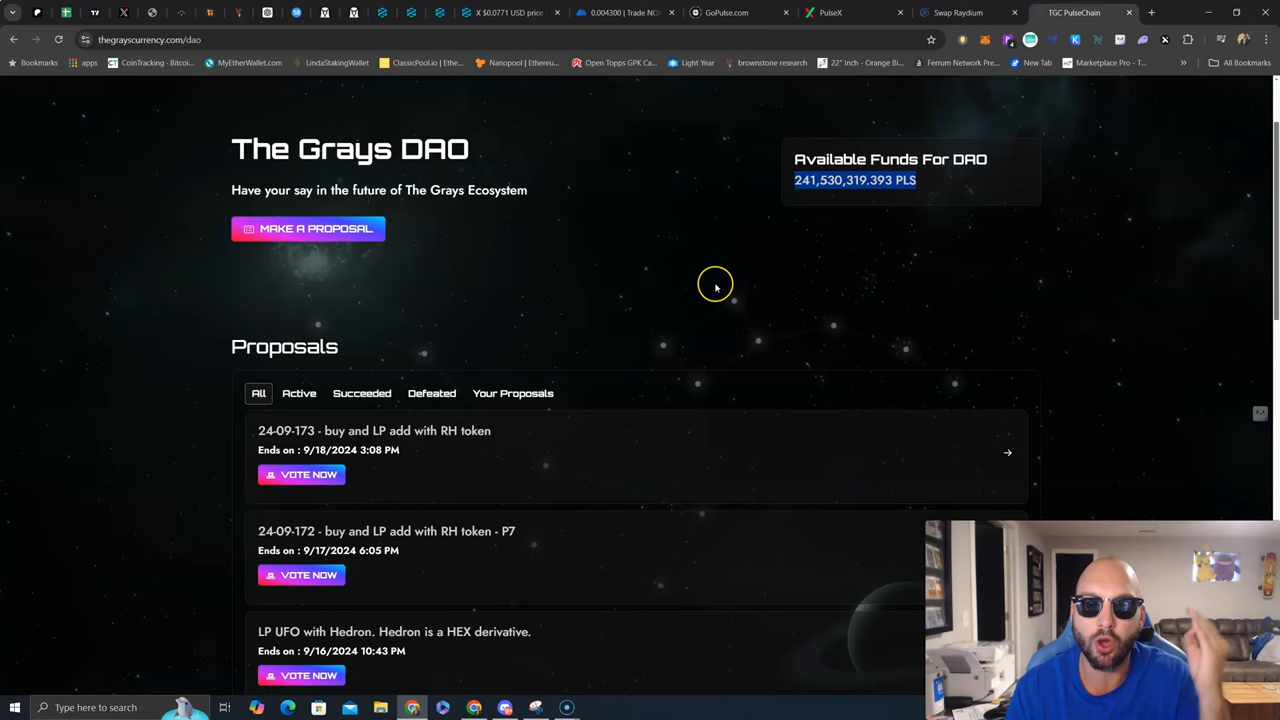 X $0.0771 USD price...
0.004300 | Trade NO
GoPulse.com
PulseX
Swap Raydium
TGC PulseChain
thegrayscurrency.com/dao
Bookmarks
apps
CoinTracking · Bitcoi...
MyEtherWallet.com
LindaStakingWallet
ClassicPool.io | Ethe...
Nanopool | Ethereu...
Open Topps GPK Ca...
Light Year
brownstone research
22" Inch - Orange Bi...
Ferrum Network Pre...
New Tab
Marketplace Pro - T...
All Bookmarks
The Grays DAO
Have your say in the future of The Grays Ecosystem
MAKE A PROPOSAL
Available Funds For DAO
241,530,319.393 PLS
Proposals
All
Active
Succeeded
Defeated
Your Proposals
24-09-173 - buy and LP add with RH token
Ends on : 9/18/2024 3:08 PM
VOTE NOW
24-09-172 - buy and LP add with RH token - P7
Ends on : 9/17/2024 6:05 PM
VOTE NOW
LP UFO with Hedron. Hedron is a HEX derivative.
Ends on : 9/16/2024 10:43 PM
VOTE NOW
Type here to search